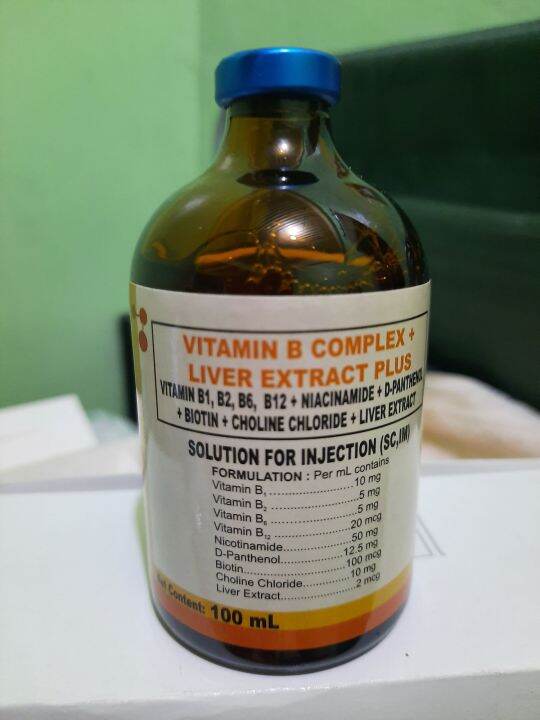 VITAMIN B COMPLEX +
LIVER EXTRACT PLUS
VITAMIN B1, B2, B6, B12 + NIACINAMIDE + D-PANTHENOL
+ BIOTIN + CHOLINE CHLORIDE + LIVER EXTRACT
SOLUTION FOR INJECTION (SC,IM)
FORMULATION : Per mL contains
Vitamin B₁ .......................... 10 mg
Vitamin B₂ .......................... 5 mg
Vitamin B₆ .......................... 5 mg
Vitamin B₁₂ ......................... 20 mcg
Nicotinamide....................... 50 mg
D-Panthenol....................... 12.5 mg
Biotin................................. 100 mcg
Choline Chloride................ 10 mg
Liver Extract...................... 2 mcg
Net Content: 100 mL